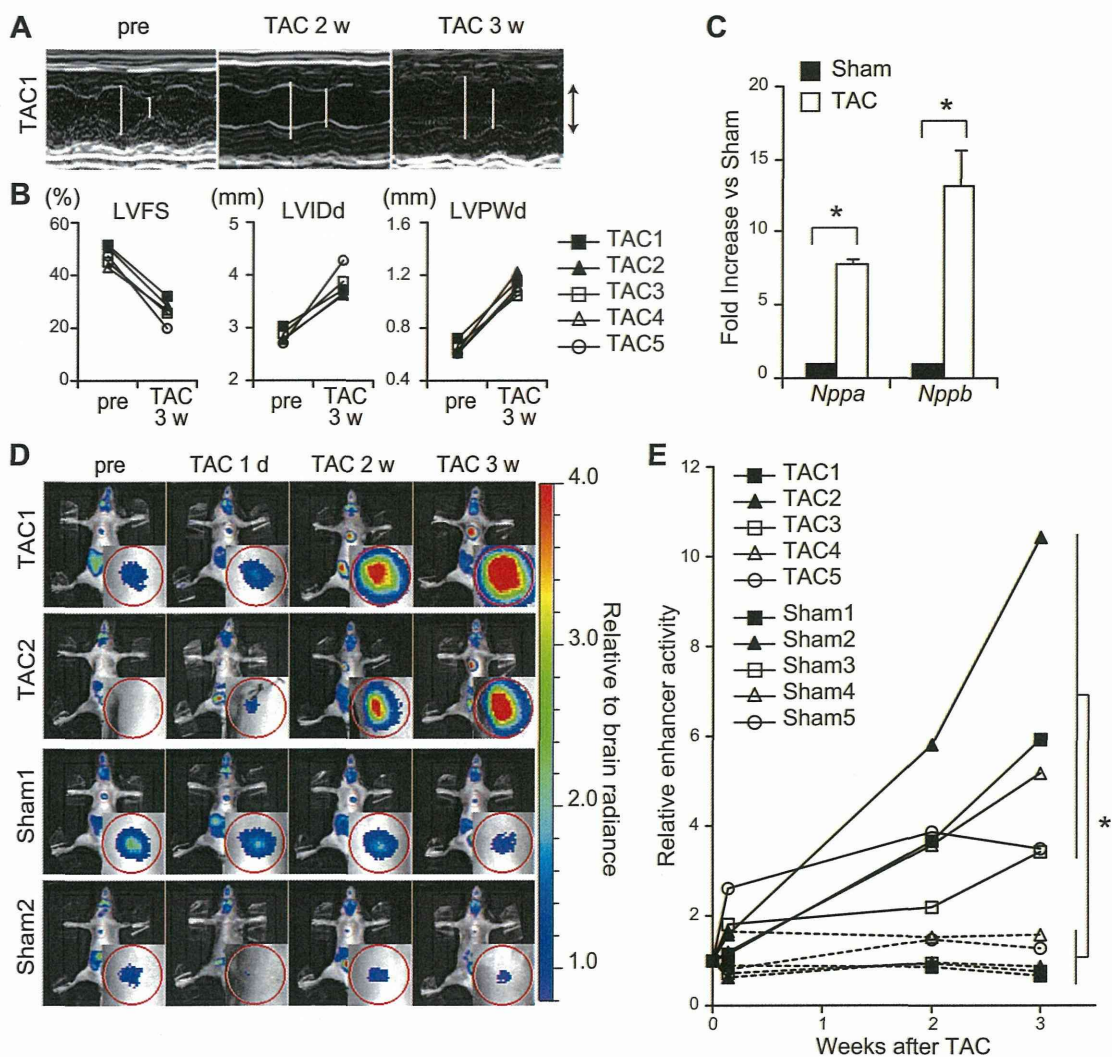 A
pre
TAC 2 w
TAC 3 w
TAC1
B
(%)
LVFS
60
40
20
0
pre
TAC
3 w
(mm)
LVIDd
5
4
3
2
pre
TAC
3 w
(mm)
LVPWd
1.6
1.2
0.8
0.4
pre
TAC
3 w
TAC1
TAC2
TAC3
TAC4
TAC5
C
Sham
TAC
Fold Increase vs Sham
20
15
10
5
0
*
*
Nppa
Nppb
D
pre
TAC 1 d
TAC 2 w
TAC 3 w
TAC1
TAC2
Sham1
Sham2
4.0
3.0
2.0
1.0
Relative to brain radiance
E
Relative enhancer activity
12
10
8
6
4
2
0
TAC1
TAC2
TAC3
TAC4
TAC5
Sham1
Sham2
Sham3
Sham4
Sham5
*
0
1
2
3
Weeks after TAC